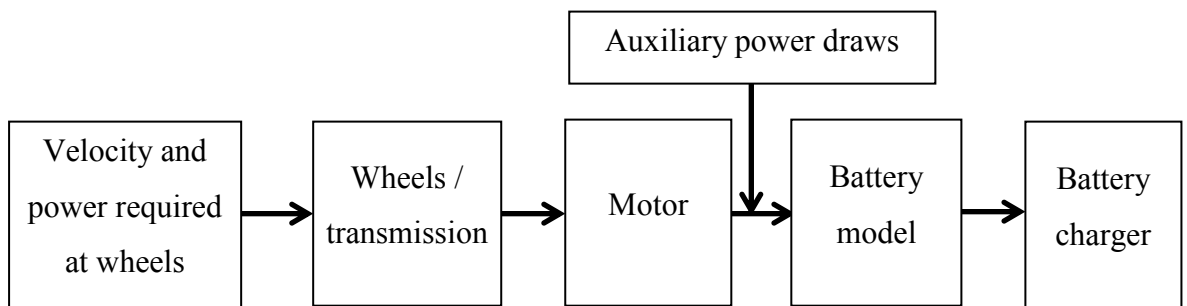 Auxiliary power draws
Velocity and
power required
at wheels
Wheels /
transmission
Motor
Battery
model
Battery
charger